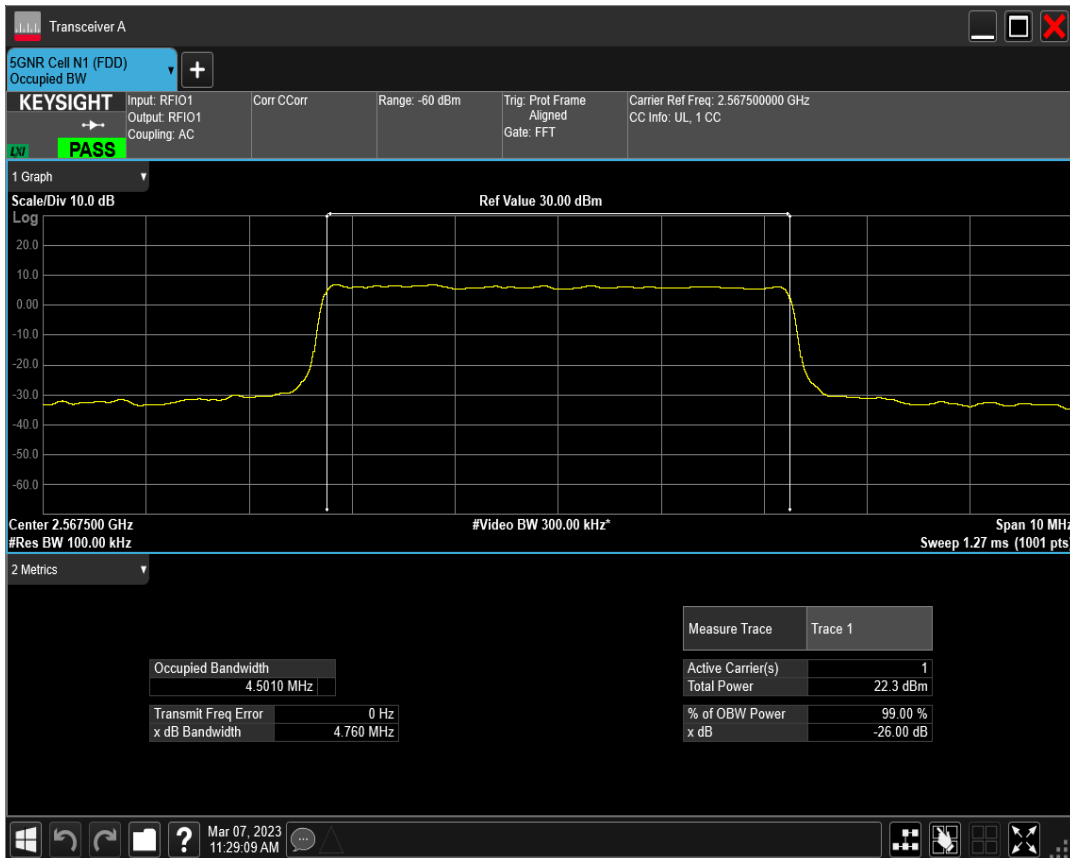 Transceiver A
5GNR Cell N1 (FDD)
Occupied BW
+
KEYSIGHT
LXI
PASS
Input: RFIO1
Output: RFIO1
Coupling: AC
Corr CCorr
Range: -60 dBm
Trig: Prot Frame
Aligned
Gate: FFT
Carrier Ref Freq: 2.567500000 GHz
CC Info: UL, 1 CC
1 Graph
Scale/Div 10.0 dB
Ref Value 30.00 dBm
Log
20.0
10.0
0.00
-10.0
-20.0
-30.0
-40.0
-50.0
-60.0
Center 2.567500 GHz
#Video BW 300.00 kHz*
Span 10 MHz
#Res BW 100.00 kHz
Sweep 1.27 ms (1001 pts)
2 Metrics
Measure Trace Trace 1
Occupied Bandwidth
4.5010 MHz
Active Carrier(s) 1
Total Power 22.3 dBm
Transmit Freq Error 0 Hz
x dB Bandwidth 4.760 MHz
% of OBW Power 99.00 %
x dB -26.00 dB
?
Mar 07, 2023
11:29:09 AM